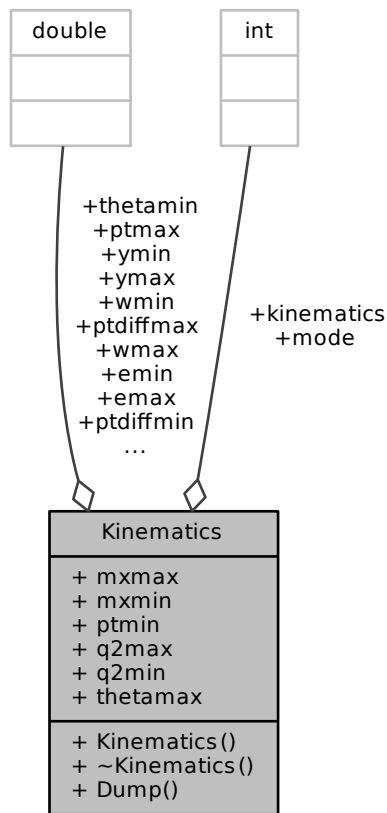 double
int
+thetamin
+ptmax
+ymin
+ymax
+wmin
+ptdiffmax
+wmax
+emin
+emax
+ptdiffmin
...
+kinematics
+mode
Kinematics
+ mxmax
+ mxmin
+ ptmin
+ q2max
+ q2min
+ thetamax
+ Kinematics()
+ ~Kinematics()
+ Dump()